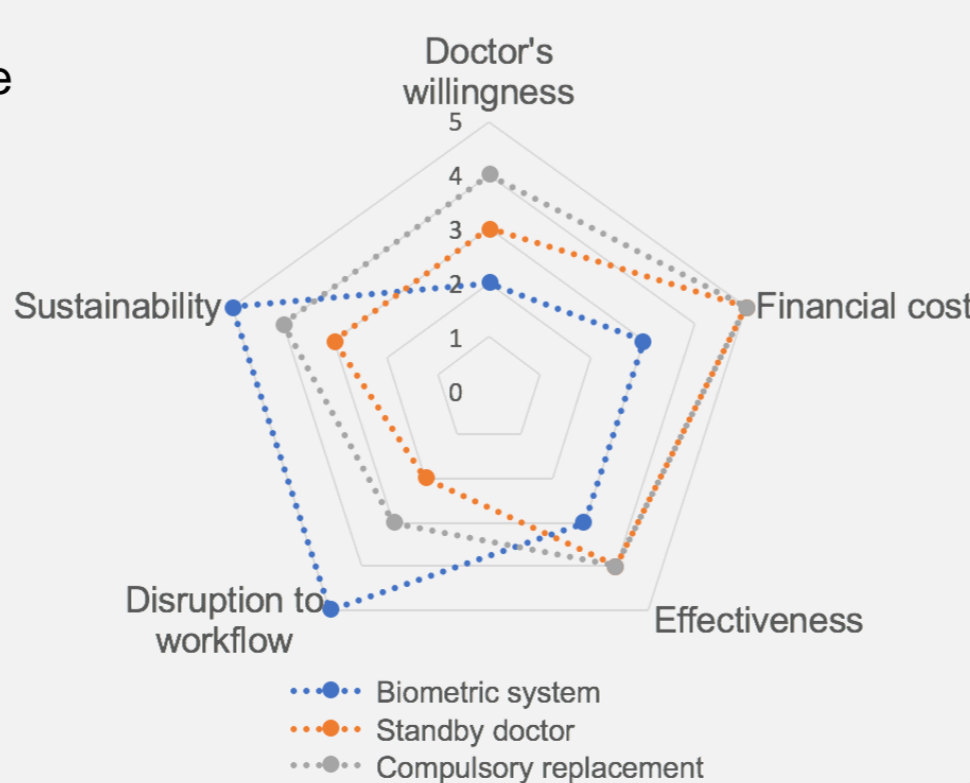 e
Doctor's
willingness
5
4
3
2
1
0
Sustainability
Financial cost
Disruption to
workflow
Effectiveness
Biometric system
Standby doctor
Compulsory replacement